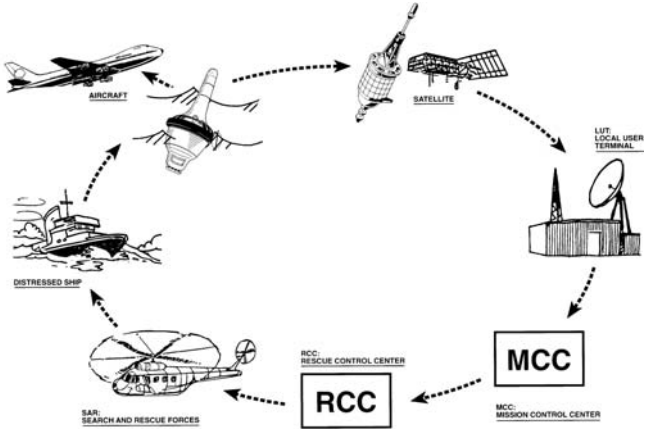 AIRCRAFT
SATELLITE
LUT:
LOCAL USER
TERMINAL
DISTRESSED SHIP
RCC:
RESCUE CONTROL CENTER
MCC
RCC
MCC:
MISSION CONTROL CENTER
SAR:
SEARCH AND RESCUE FORCES